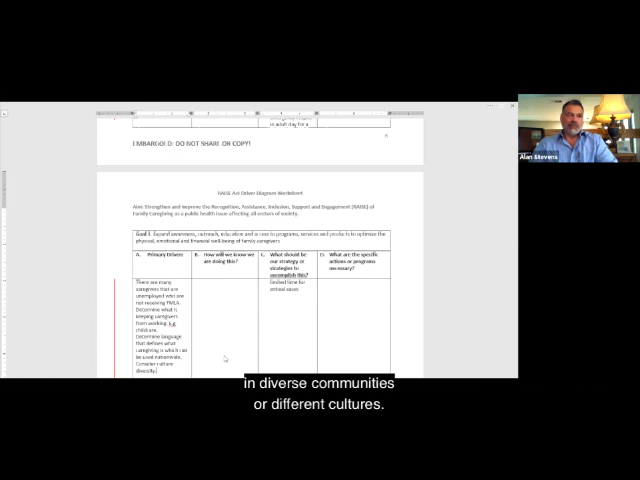 in adult day for a
EMBARGOED: DO NOT SHARE OR COPY!
RAISE Act Driver Diagram Worksheet
Aim: Strengthen and improve the Recognition, Assistance, Inclusion, Support and Engagement (RAISE) of
Family Caregiving as a public health issue affecting all sectors of society.
Goal 1 Expand awareness, outreach, education and access to programs, services and products to optimize the
physical, emotional and financial well-being of family caregivers
A. Primary Drivers
B. How will we know we
are doing this?
C. What should be
our strategy or
strategies to
accomplish this?
D. What are the specific
actions or programs
necessary?
There are many
caregivers that are
unemployed who are
not receiving FMLA.
Determine what is
keeping caregivers
from working. E.g
childcare.
Determine language
that defines what
caregiving is which can
be used nationwide.
Consider culture
diversity.
limited time for
critical cases
Alan Stevens
in diverse communities
or different cultures.